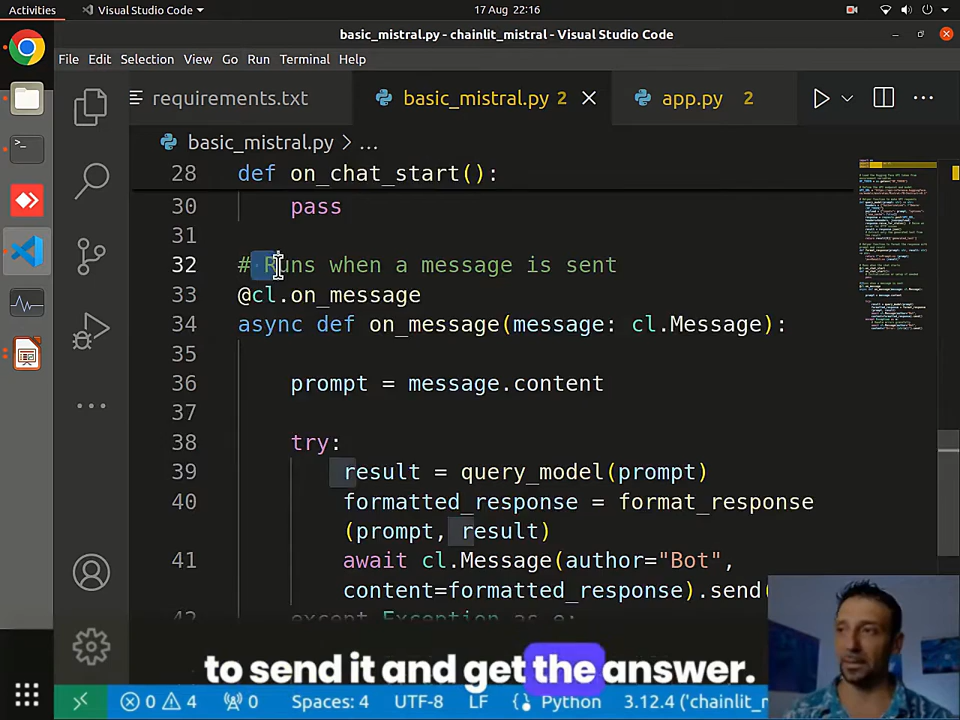 Activities
Visual Studio Code
17 Aug 22:16
basic_mistral.py - chainlit_mistral - Visual Studio Code
File Edit Selection View Go Run Terminal Help
requirements.txt
basic_mistral.py 2
app.py 2
basic_mistral.py > ...
28 def on_chat_start():
30 pass
31
32 # Runs when a message is sent
33 @cl.on_message
34 async def on_message(message: cl.Message):
35
36 prompt = message.content
37
38 try:
39 result = query_model(prompt)
40 formatted_response = format_response
(prompt, result)
41 await cl.Message(author="Bot",
content=formatted_response).send(
42 except Exception as e:
to send it and get the answer.
0 4 0 Spaces: 4 UTF-8 LF {} Python 3.12.4 ('chainlit_